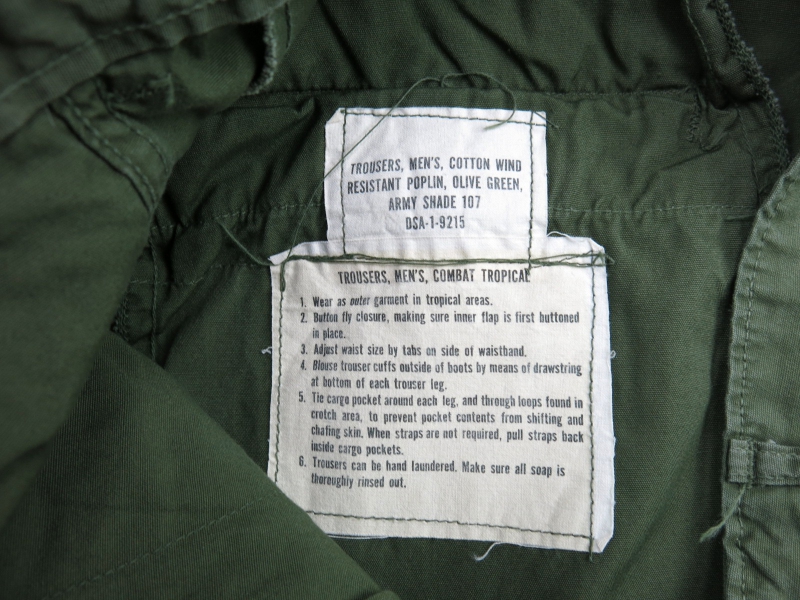 TROUSERS, MEN'S, COTTON WIND
RESISTANT POPLIN, OLIVE GREEN,
ARMY SHADE 107
DSA-1-9215
TROUSERS, MEN'S, COMBAT TROPICAL
1. Wear as outer garment in tropical areas.
2. Button fly closure, making sure inner flap is first buttoned
in place.
3. Adjust waist size by tabs on side of waistband.
4. Blouse trouser cuffs outside of boots by means of drawstring
at bottom of each trouser leg.
5. Tie cargo pocket around each leg, and through loops found in
crotch area, to prevent pocket contents from shifting and
chafing skin. When straps are not required, pull straps back
inside cargo pockets.
6. Trousers can be hand laundered. Make sure all soap is
thoroughly rinsed out.